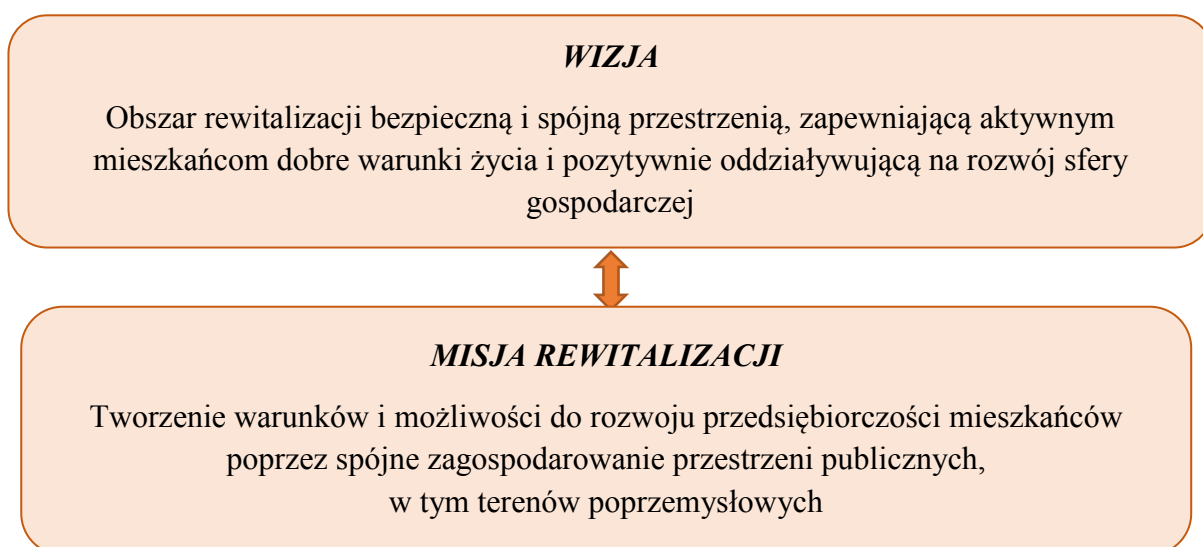 WIZJA
Obszar rewitalizacji bezpieczną i spójną przestrzenią, zapewniającą aktywnym
mieszkańcom dobre warunki życia i pozytywnie oddziaływującą na rozwój sfery
gospodarczej
MISJA REWITALIZACJI
Tworzenie warunków i możliwości do rozwoju przedsiębiorczości mieszkańców
poprzez spójne zagospodarowanie przestrzeni publicznych,
w tym terenów poprzemysłowych